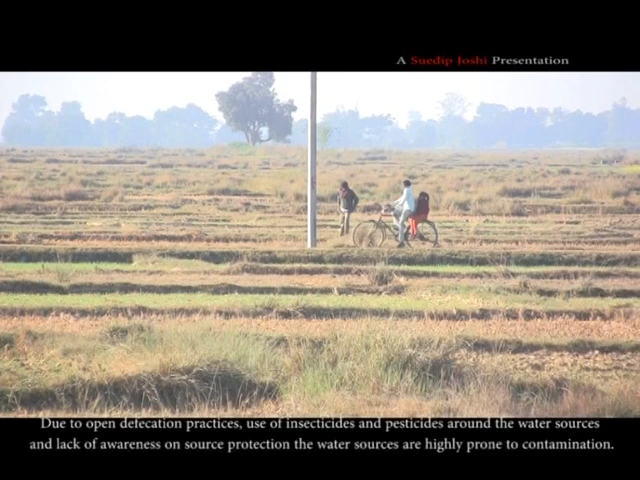 A Suedip Joshi Presentation
Due to open defecation practices, use of insecticides and pesticides around the water sources
and lack of awareness on source protection the water sources are highly prone to contamination.